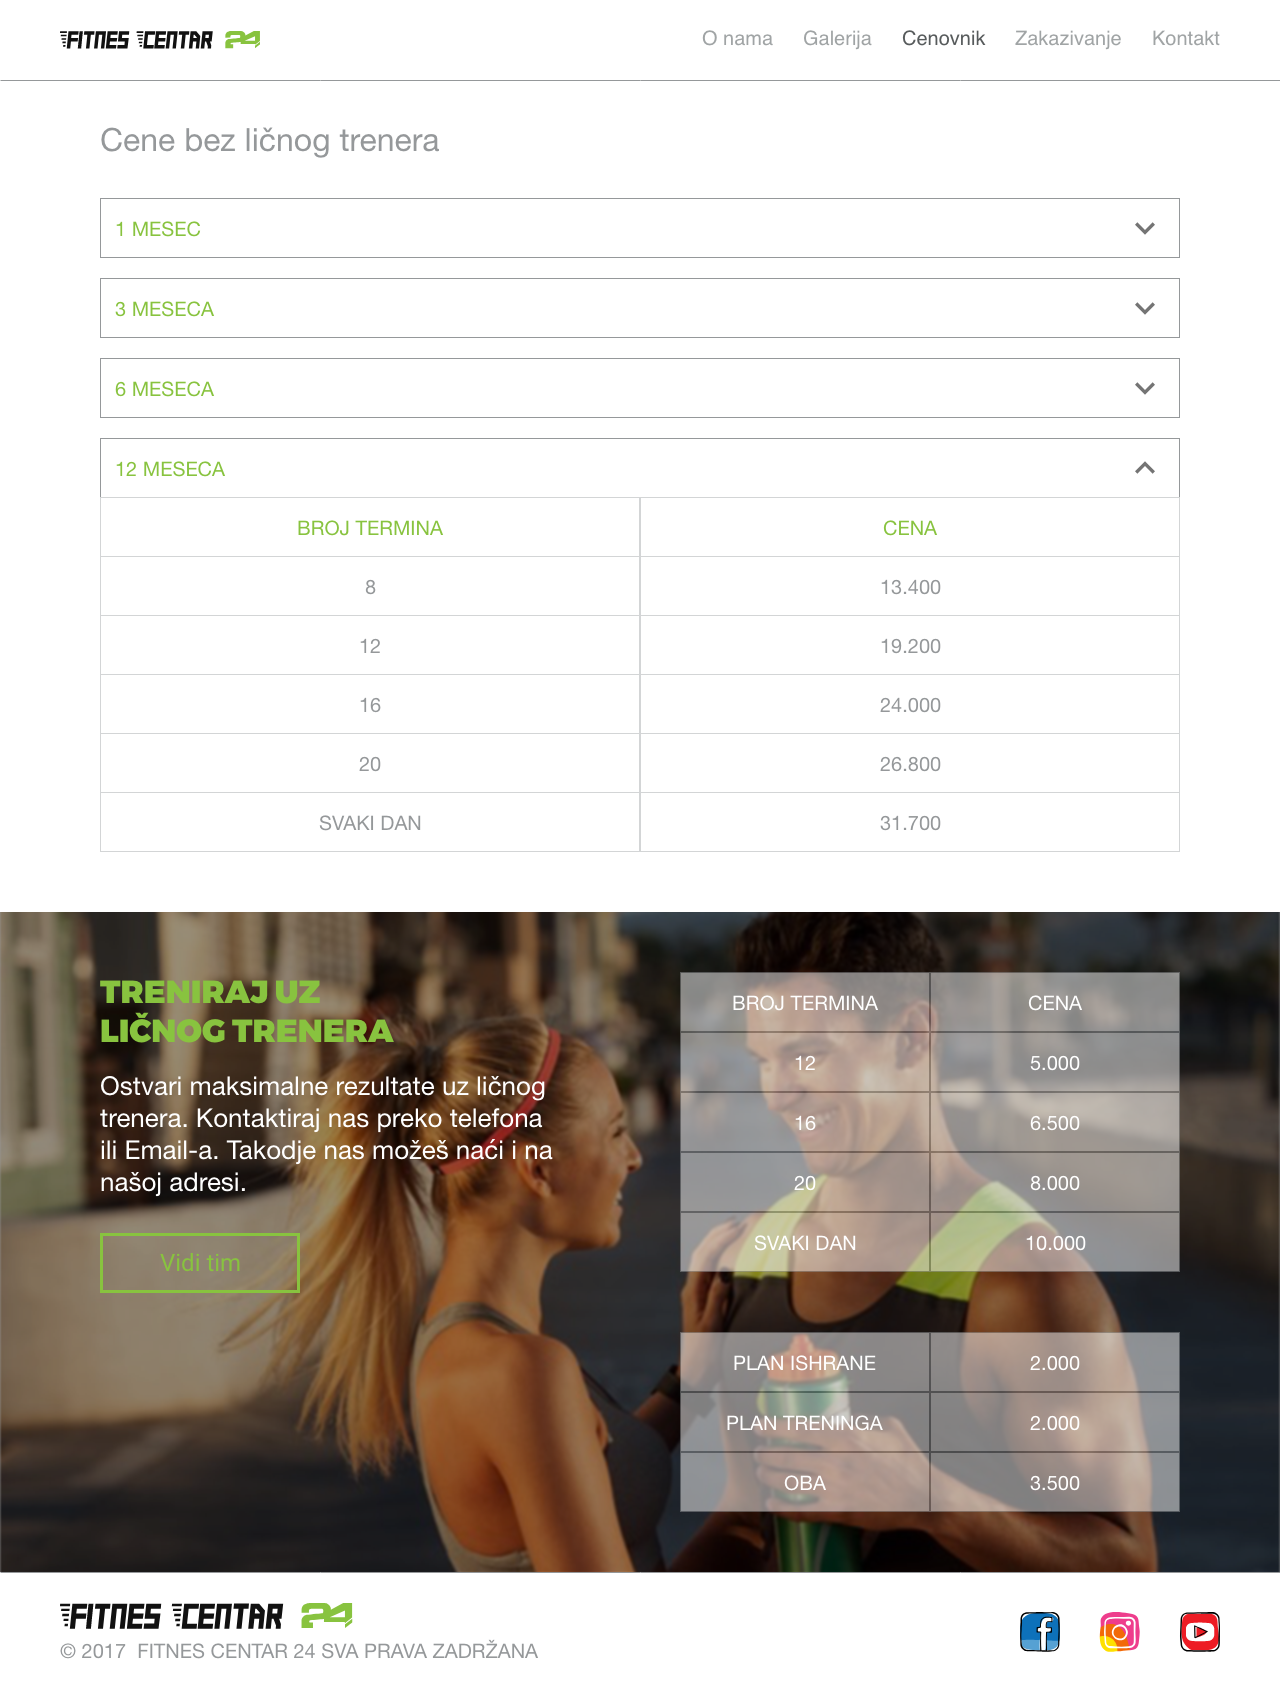 FITNES CENTAR 24
O nama Galerija Cenovnik Zakazivanje Kontakt
Cene bez ličnog trenera
1 MESEC
3 MESECA
6 MESECA
12 MESECA
BROJ TERMINA CENA
8 13.400
12 19.200
16 24.000
20 26.800
SVAKI DAN 31.700
TRENIRAJ UZ
LIČNOG TRENERA
Ostvari maksimalne rezultate uz ličnog
trenera. Kontaktiraj nas preko telefona
ili Email-a. Takodje nas možeš naći i na
našoj adresi.
Vidi tim
BROJ TERMINA CENA
12 5.000
16 6.500
20 8.000
SVAKI DAN 10.000
PLAN ISHRANE 2.000
PLAN TRENINGA 2.000
OBA 3.500
FITNES CENTAR 24
© 2017 FITNES CENTAR 24 SVA PRAVA ZADRŽANA